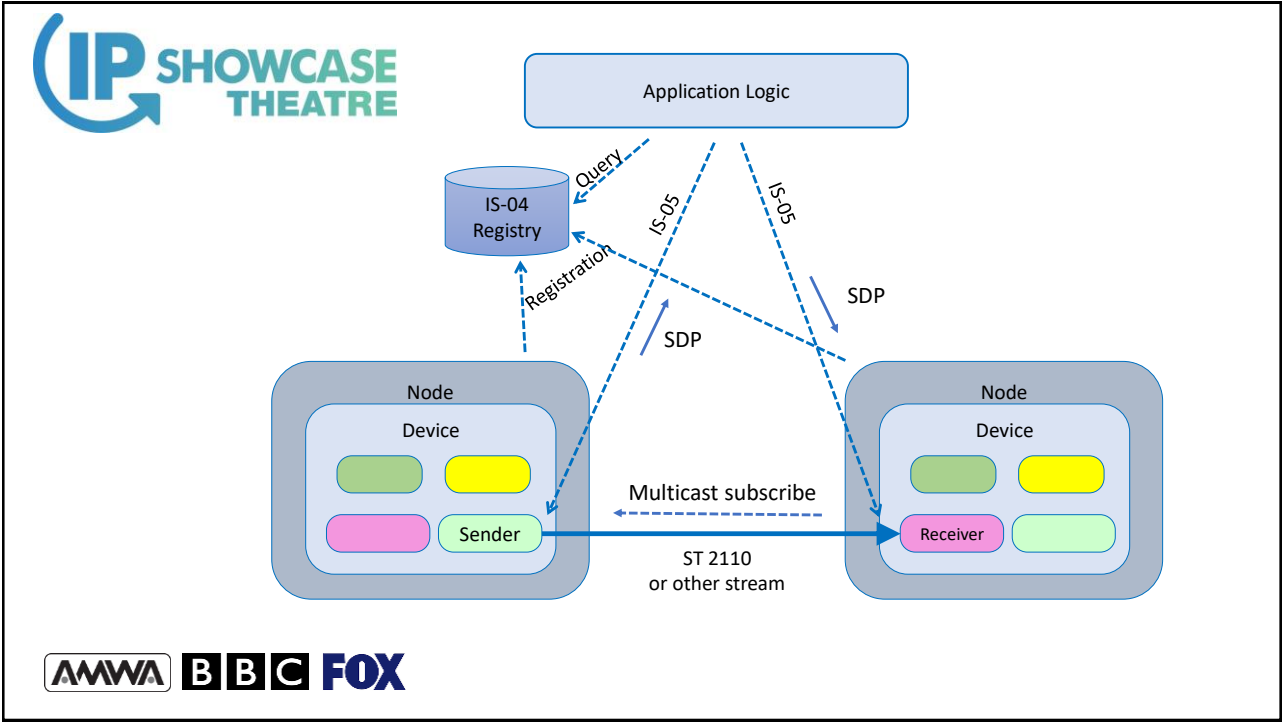 IP SHOWCASE
THEATRE
Application Logic
Query
IS-04
Registry
IS-05
IS-05
Registration
SDP
SDP
Node
Device
Sender
Multicast subscribe
ST 2110
or other stream
Node
Device
Receiver
AMWA BBC FOX